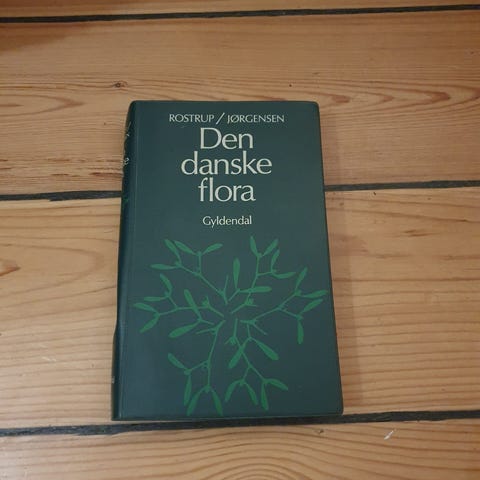 ROSTRUP/JØRGENSEN
Den
danske
flora
Gyldendal